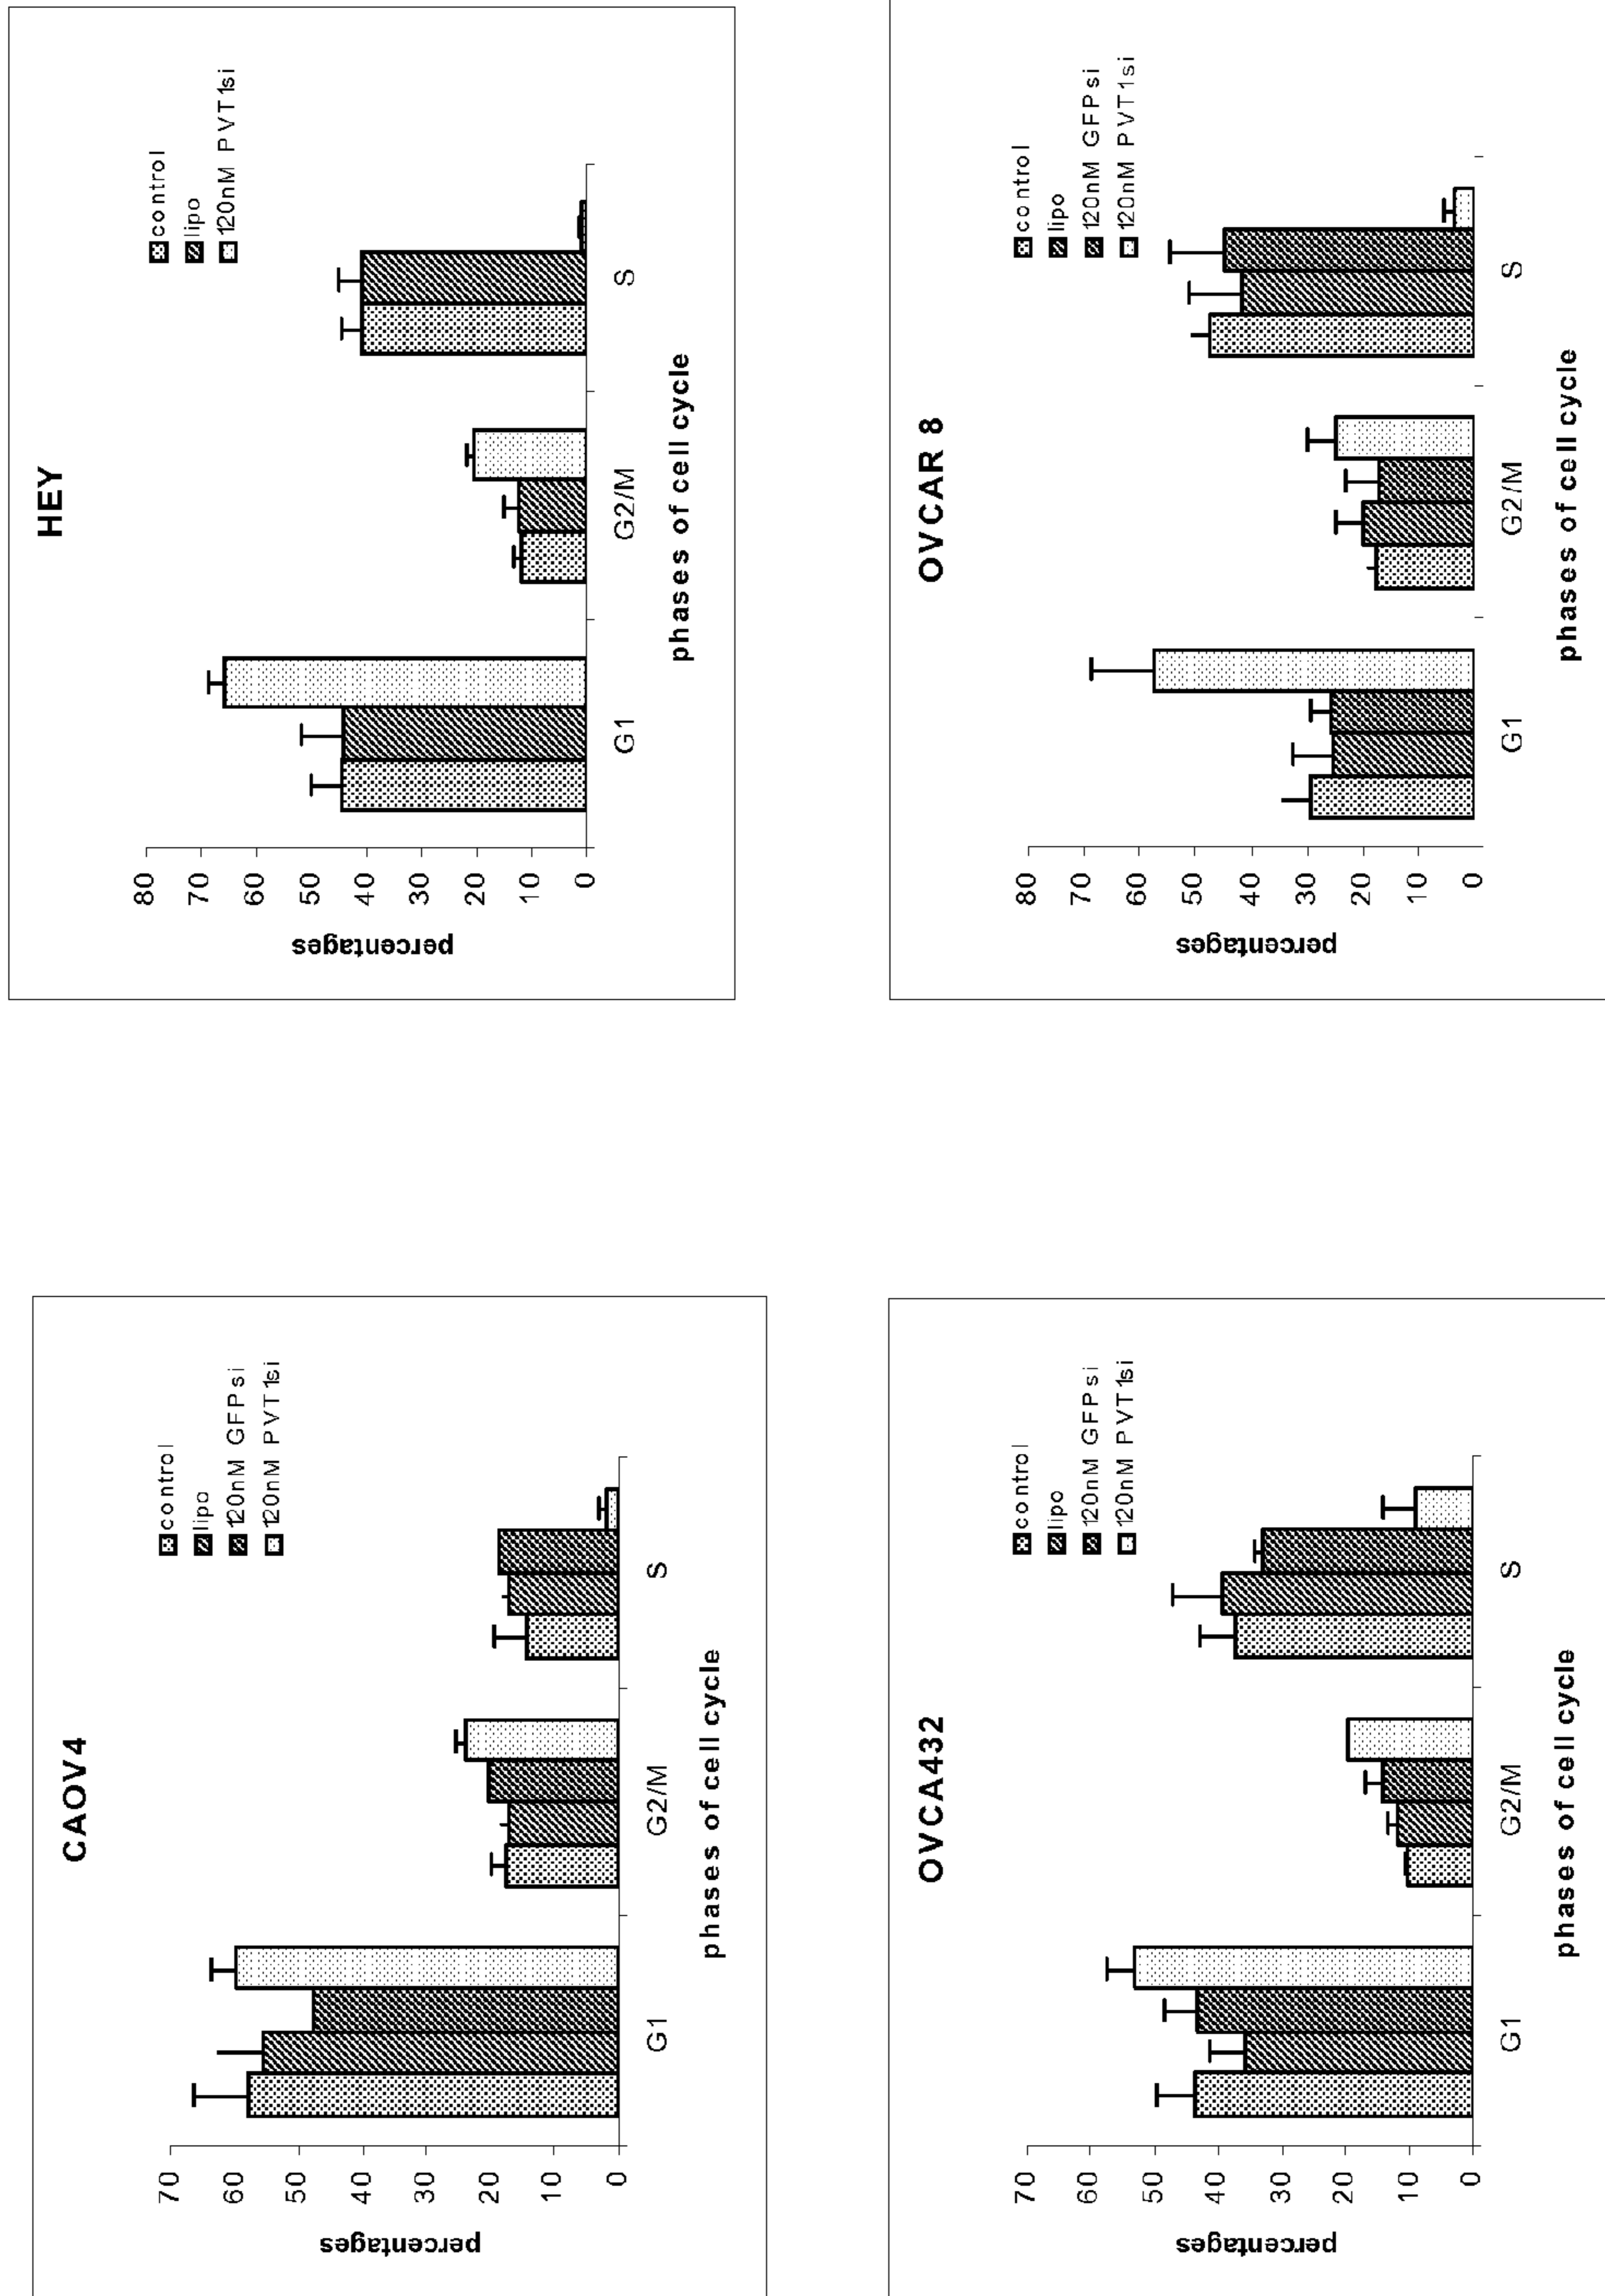 CAOV4
percentages
70
60
50
40
30
20
10
0
G1
G2/M
S
phases of cell cycle
control
lipo
120nM GFPsi
120nM PVT1si
HEY
percentages
80
70
60
50
40
30
20
10
0
G1
G2/M
S
phases of cell cycle
control
lipo
120nM PVT1si
OVCA432
percentages
70
60
50
40
30
20
10
0
G1
G2/M
S
phases of cell cycle
control
lipo
120nM GFPsi
120nM PVT1si
OVCAR 8
percentages
80
70
60
50
40
30
20
10
0
G1
G2/M
S
phases of cell cycle
control
lipo
120nM GFPsi
120nM PVT1si